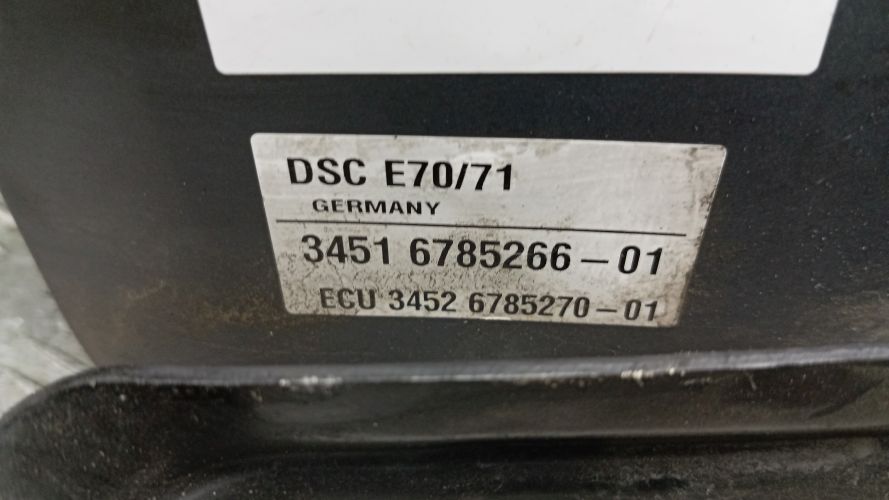 DSC E70/71
GERMANY
3451 6785266-01
ECU 3452 6785270-01